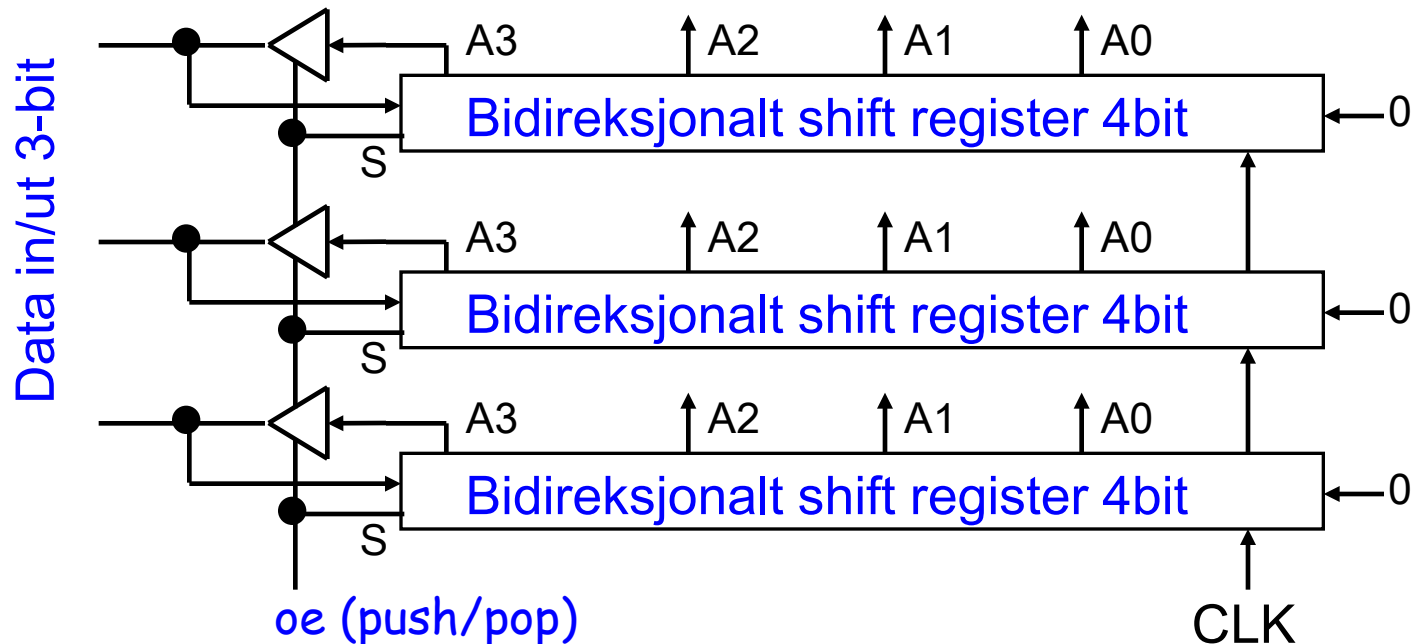 Data in/ut 3-bit
A3 A2 A1 A0
Bidireksjonalt shift register 4bit
0
S
A3 A2 A1 A0
Bidireksjonalt shift register 4bit
0
S
A3 A2 A1 A0
Bidireksjonalt shift register 4bit
0
S
oe (push/pop)
CLK